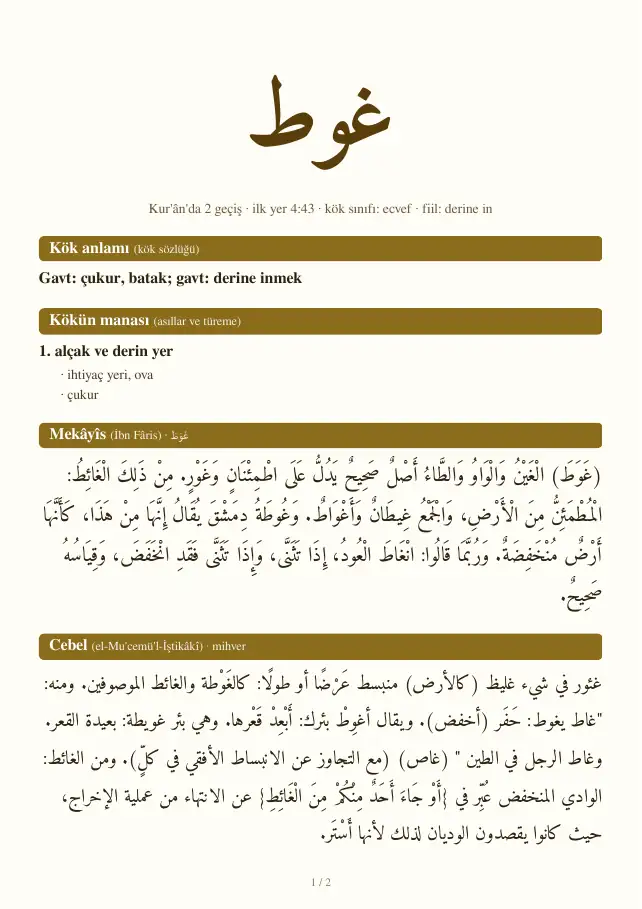 غوط
Kur'ân'da 2 geçiş · ilk yer 4:43 · kök sınıfı: ecvef · fiil: derine in
Kök anlamı (kök sözlüğü)
Gavt: çukur, batak; gavt: derine inmek
Kökün manası (asıllar ve türeme)
1. alçak ve derin yer
· ihtiyaç yeri, ova
· çukur
Mekâyîs (İbn Fâris) · غَوَطَ
(غَوَطَ) الْغَيْنُ وَالْوَاوُ وَالطَّاءُ أَصْلٌ صَحِيحٌ يَدُلُّ عَلَى اطْمِئْنَانٍ وَغَوْرٍ. مِنْ ذَلِكَ الْغَائِطُ:
الْمُطْمَئِنُّ مِنَ الْأَرْضِ، وَالْجَمْعُ غِيطَانٌ وَأَغْوَاطٌ. وَغُوطَةُ دِمَشْقَ يُقَالُ إِنَّهَا مِنْ هَذَا، كَأَنَّهَا
أَرْضٌ مُنْخَفِضَةٌ. وَرُبَّمَا قَالُوا: انْغَاطَ الْعُودُ، إِذَا تَثَنَّى، وَإِذَا تَثَنَّى فَقَدِ انْخَفَضَ، وَقِيَاسُهُ
صَحِيحٌ.
Cebel (el-Mu'cemü'l-İştikâkî) · mihver
غئور في شيء غليظ (كالأرض) منبسط عَرْضًا أو طولًا: كالغَوْطة والغائط الموصوفين. ومنه:
"غاط يغوط: حَفَر (أخفض). ويقال أغوِطْ بئرك: أَبْعِدْ قَعْرها. وهي بئر غويطة: بعيدة القعر.
وغاط الرجل في الطين " (غاص) (مع التجاوز عن الانبساط الأفقي في كلٍّ). ومن الغائط:
الوادي المنخفض عُبِّر في {أَوْ جَاءَ أَحَدٌ مِنْكُمْ مِنَ الْغَائِطِ} عن الانتهاء من عملية الإخراج،
حيث كانوا يقصدون الوديان لذلك لأنها أَسْتَر.
1 / 2